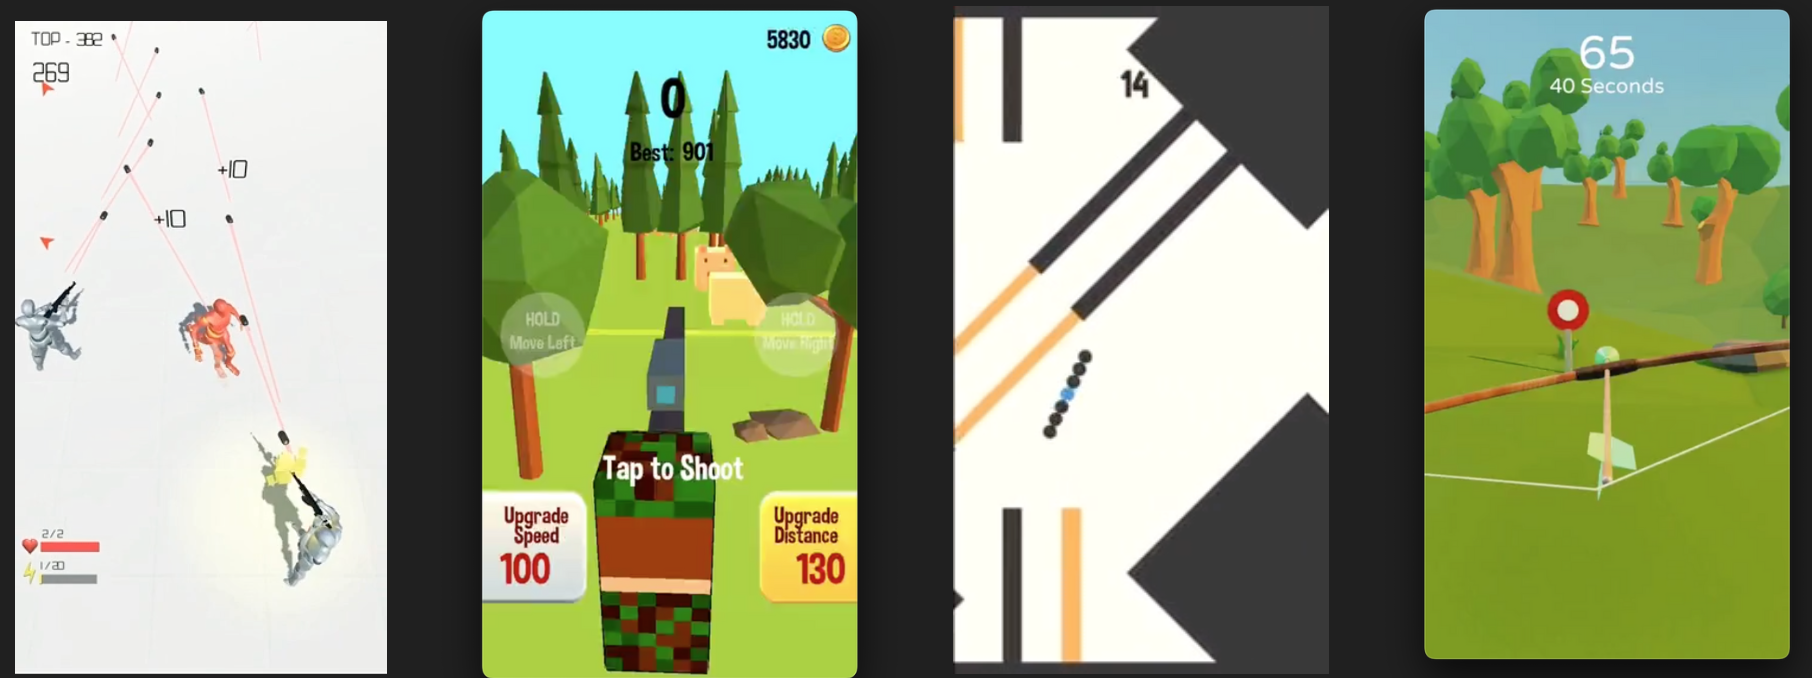 TOP - 382
269
+10
+10
2/2
1/20
5830
0
Best: 901
HOLD
Move Left
HOLD
Move Right
Tap to Shoot
Upgrade
Speed
100
Upgrade
Distance
130
14
65
40 Seconds